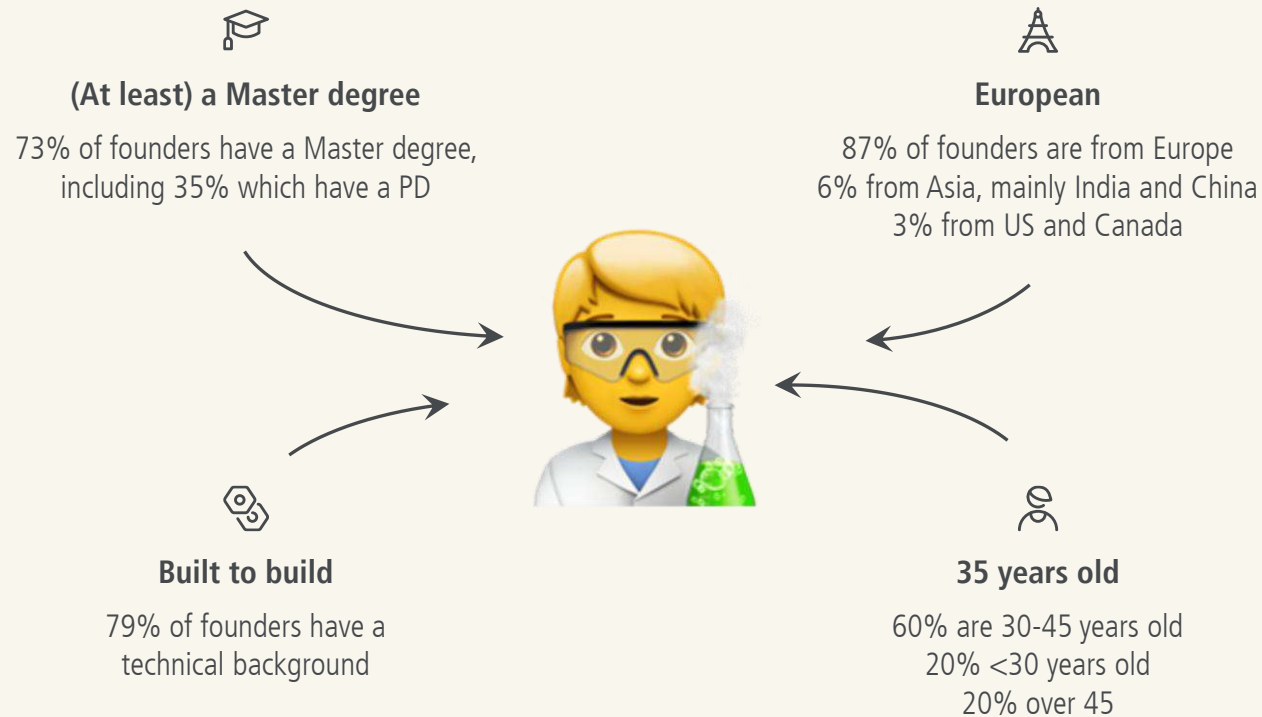 (At least) a Master degree
73% of founders have a Master degree,
including 35% which have a PD
European
87% of founders are from Europe
6% from Asia, mainly India and China
3% from US and Canada
Built to build
79% of founders have a
technical background
35 years old
60% are 30-45 years old
20% <30 years old
20% over 45